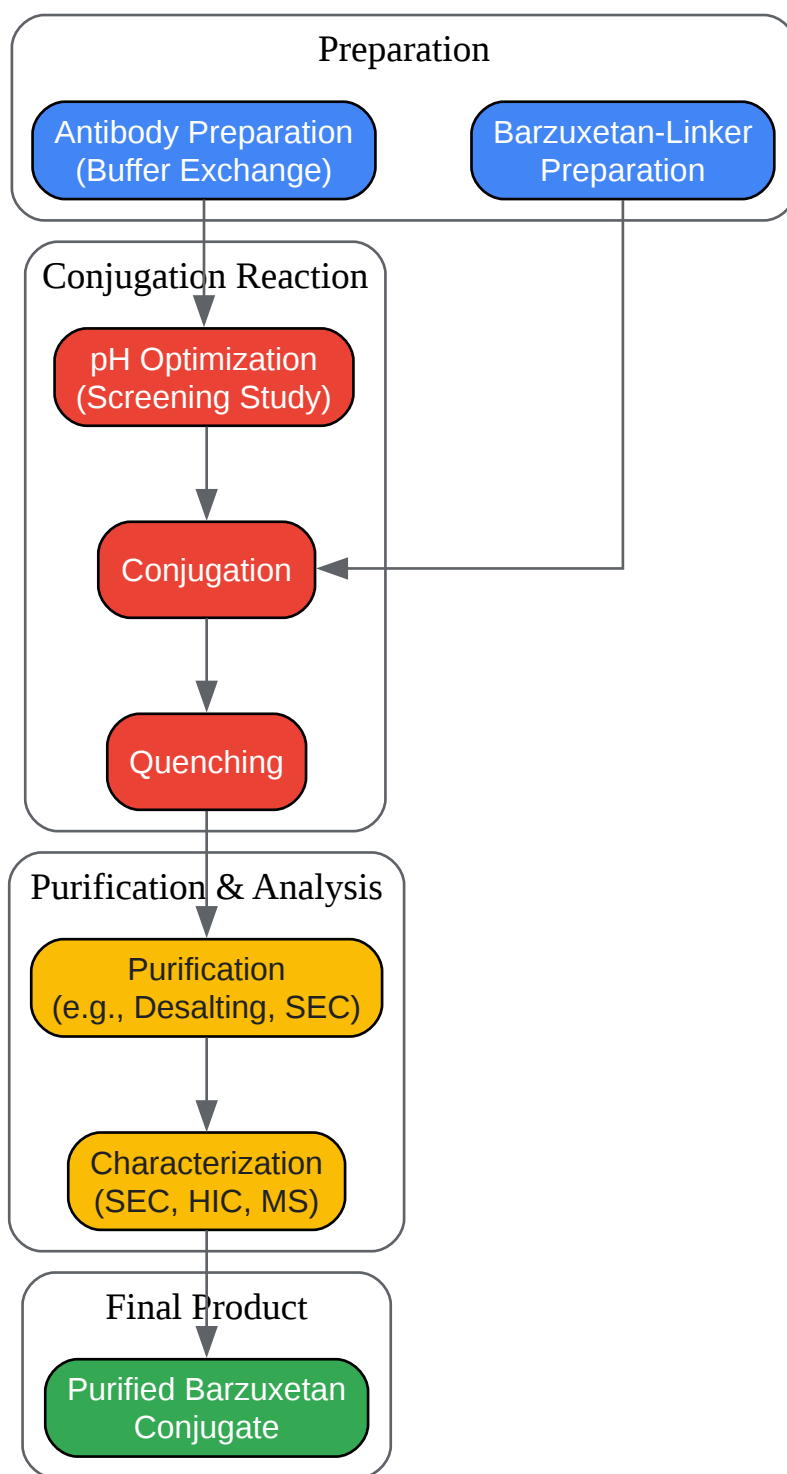 Preparation
Antibody Preparation
(Buffer Exchange)
Barzuxetan-Linker
Preparation
Conjugation Reaction
pH Optimization
(Screening Study)
Conjugation
Quenching
Purification & Analysis
Purification
(e.g., Desalting, SEC)
Characterization
(SEC, HIC, MS)
Final Product
Purified Barzuxetan
Conjugate